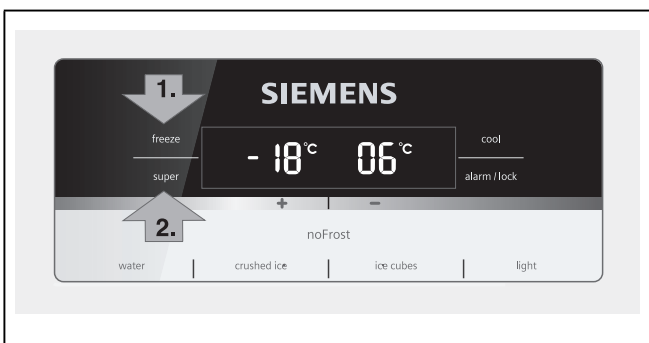 1.
SIEMENS
freeze
- 18°C 06°C
cool
super
alarm / lock
+ −
2.
noFrost
water crushed ice ice cubes light